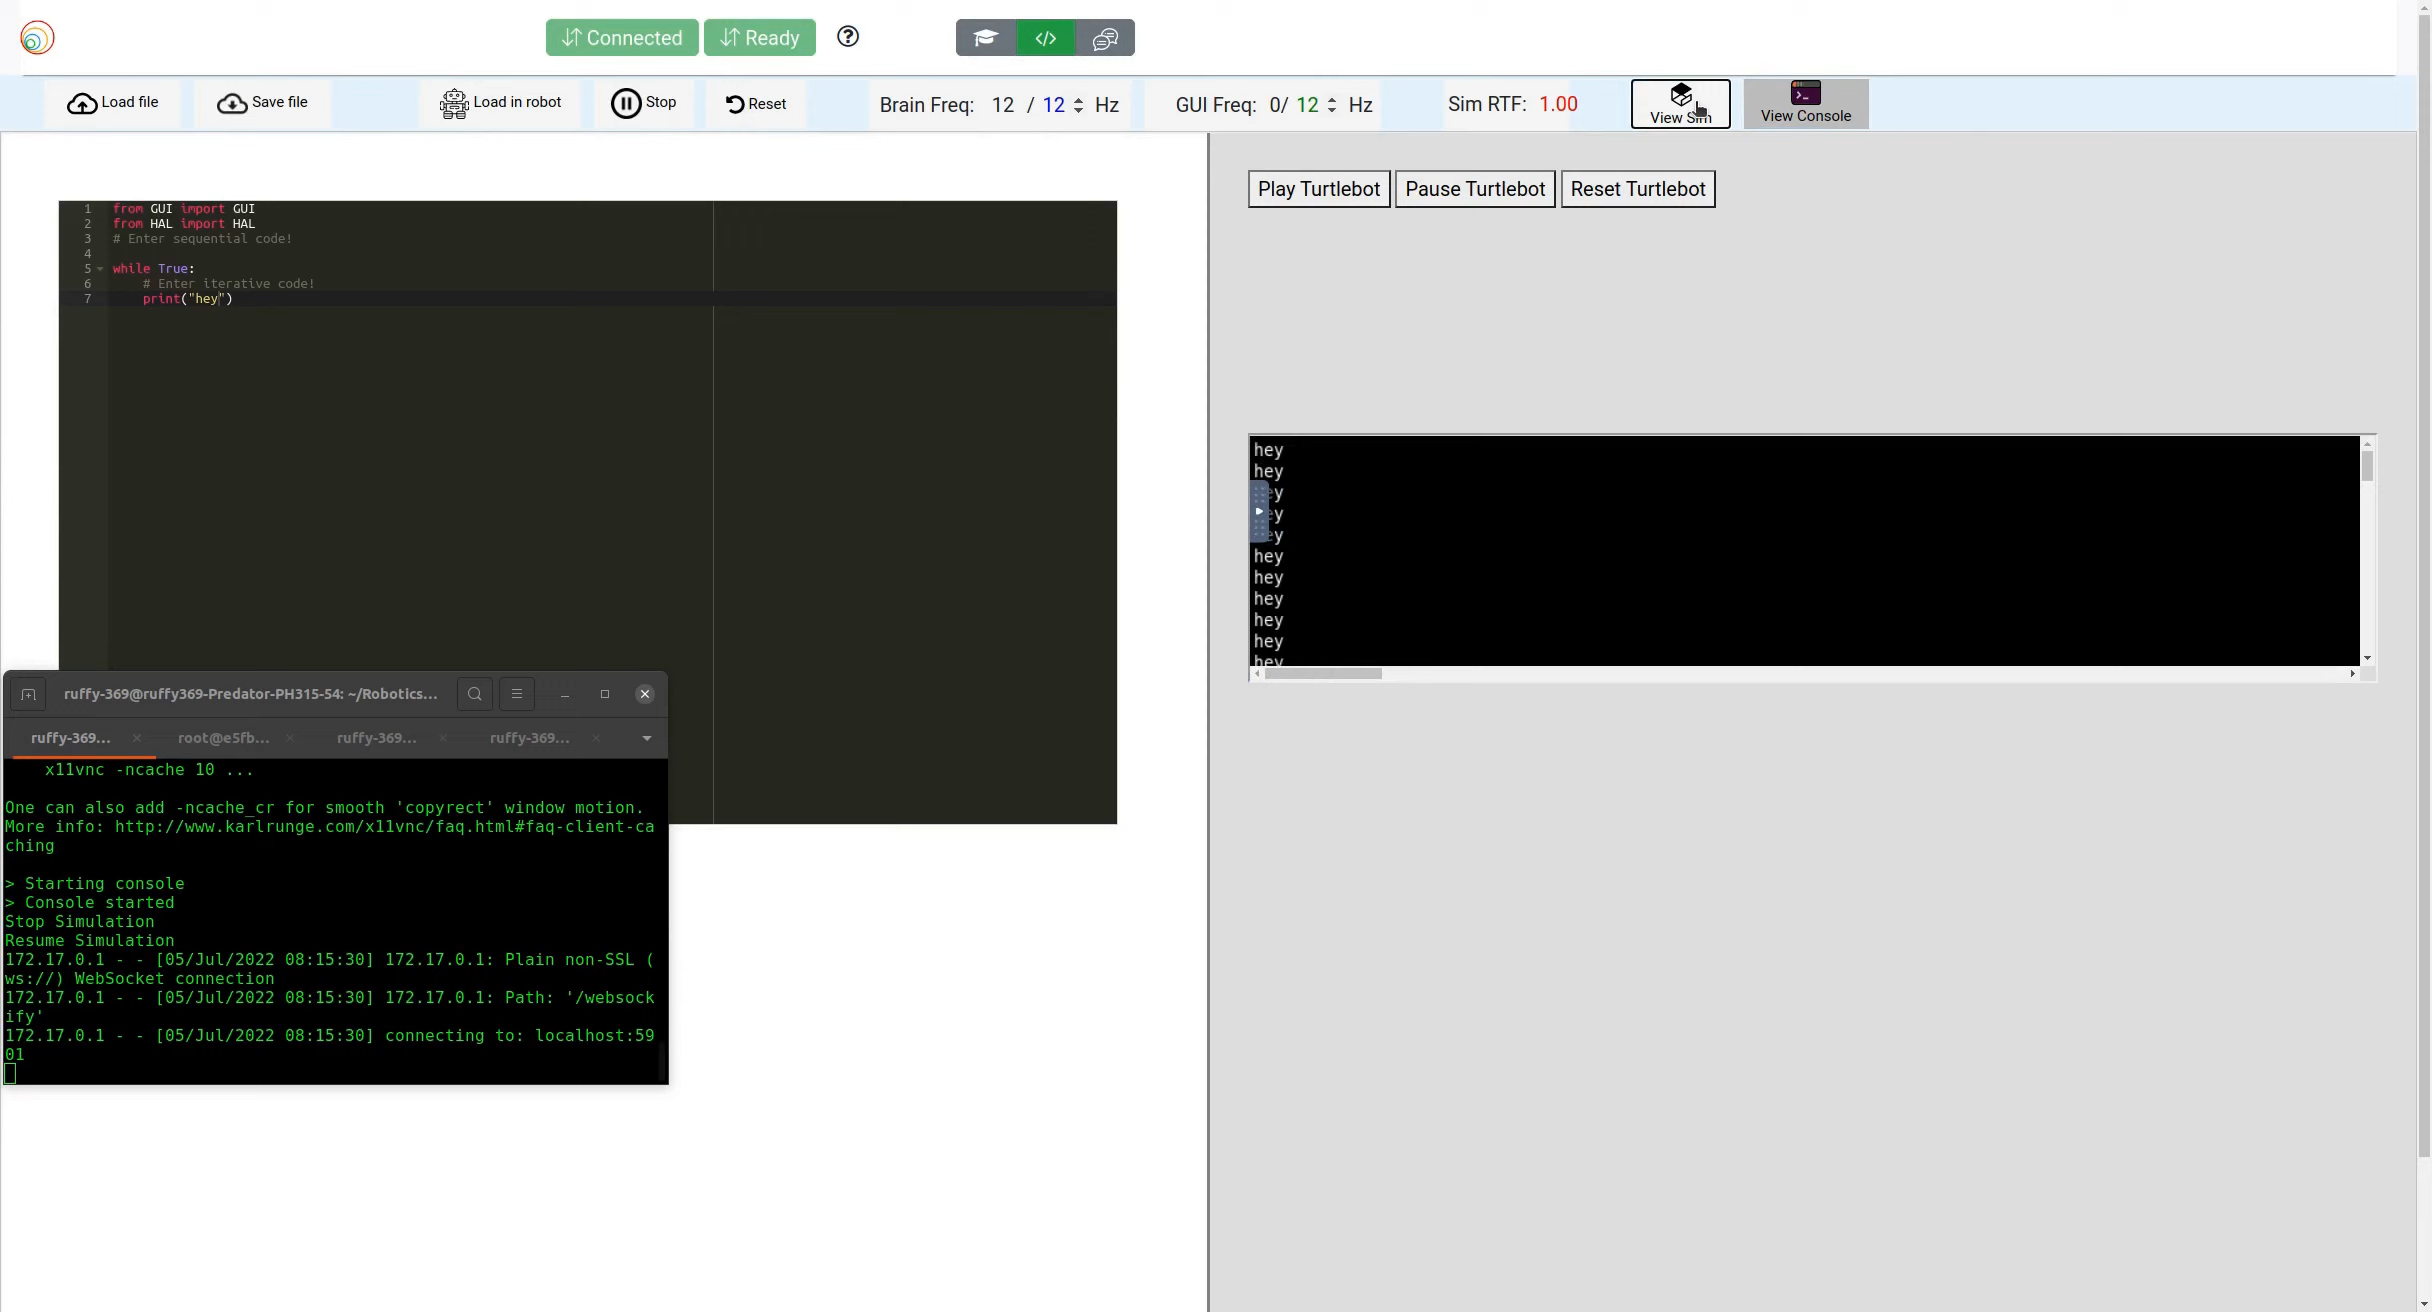 Connected
Ready
Load file
Save file
Load in robot
Stop
Reset
Brain Freq: 12 / 12 Hz
GUI Freq: 0/ 12 Hz
Sim RTF: 1.00
View Sim
View Console
1 from GUI import GUI
2 from HAL import HAL
3 # Enter sequential code!
4
5 while True:
6 # Enter iterative code!
7 print("hey")
Play Turtlebot
Pause Turtlebot
Reset Turtlebot
hey
hey
hey
hey
hey
hey
hey
hey
ruffy-369@ruffy369-Predator-PH315-54: ~/Robotics...
ruffy-369...
root@e5fb...
ruffy-369...
ruffy-369...
x11vnc -ncache 10 ...
One can also add -ncache_cr for smooth 'copyrect' window motion.
More info: http://www.karlrunge.com/x11vnc/faq.html#faq-client-ca
ching
> Starting console
> Console started
Stop Simulation
Resume Simulation
172.17.0.1 - - [05/Jul/2022 08:15:30] 172.17.0.1: Plain non-SSL (
ws://) WebSocket connection
172.17.0.1 - - [05/Jul/2022 08:15:30] 172.17.0.1: Path: '/websock
ify'
172.17.0.1 - - [05/Jul/2022 08:15:30] connecting to: localhost:59
01